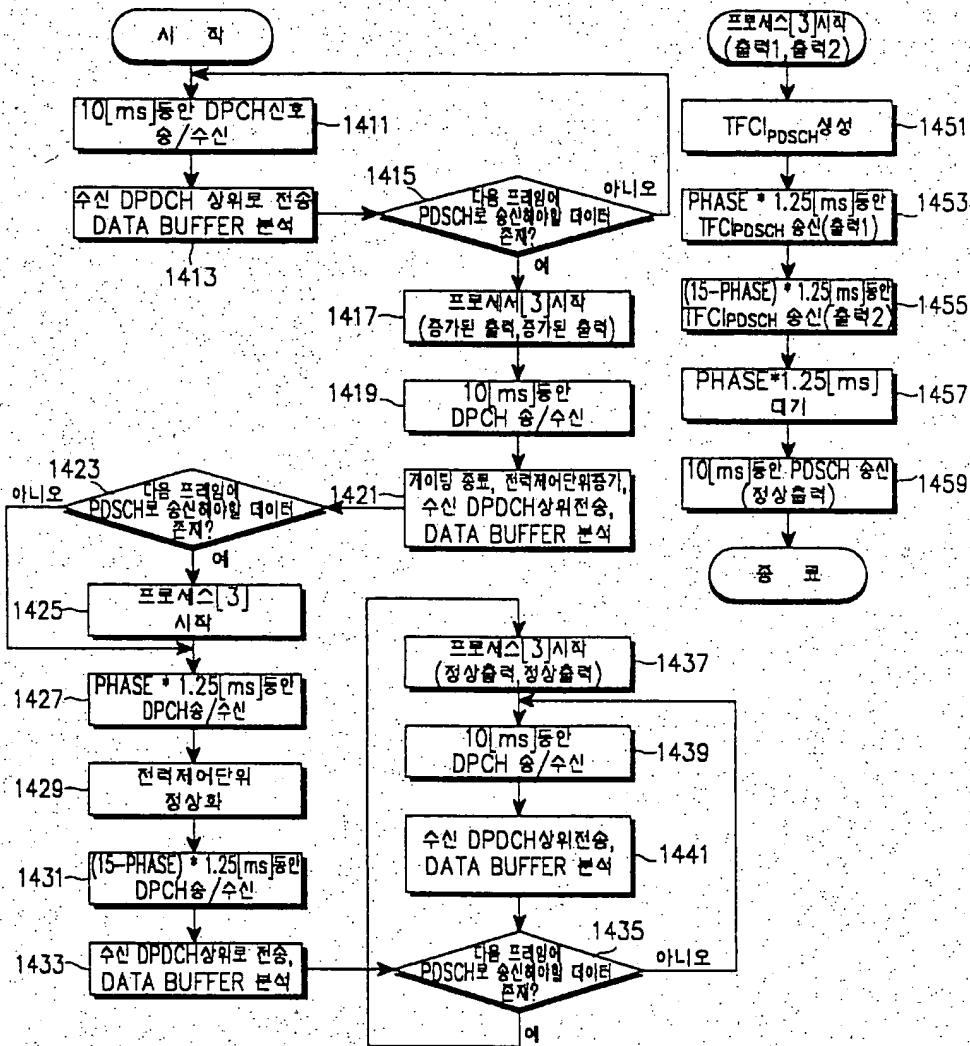 시 작
10[ms]동안 DPCH신호
송/수신
1411
수신 DPDCH 상위로 전송
DATA BUFFER 분석
1413
1415
다음 프레임에
PDSCH로 송신해야할 데이터
존재?
아니오
예
1417
프로세서[3]시작
(증가된 출력,증가된 출력)
1419
10[ms]동안
DPCH 송/수신
1421
게이팅 종료, 전력제어단위증가,
수신 DPDCH상위전송,
DATA BUFFER 분석
1423
아니오
다음 프레임에
PDSCH로 송신해야할 데이터
존재?
예
1425
프로세스[3]
시작
1427
PHASE * 1.25[ms]동안
DPCH송/수신
1429
전력제어단위
정상화
1431
(15-PHASE) * 1.25[ms]동안
DPCH송/수신
1433
수신 DPDCH상위로 전송,
DATA BUFFER 분석
프로세스[3]시작
(정상출력,정상출력)
1437
10[ms]동안
DPCH 송/수신
1439
수신 DPDCH상위전송,
DATA BUFFER 분석
1441
1435
다음 프레임에
PDSCH로 송신해야할 데이터
존재?
아니오
예
프로세스[3]시작
(출력1,출력2)
TFCIPDSCH생성
1451
PHASE * 1.25[ms]동안
TFCIPDSCH 송신(출력1)
1453
(15-PHASE) * 1.25[ms]동안
TFCIPDSCH 송신(출력2)
1455
PHASE*1.25[ms]
대기
1457
10[ms]동안 PDSCH 송신
(정상출력)
1459
종 료